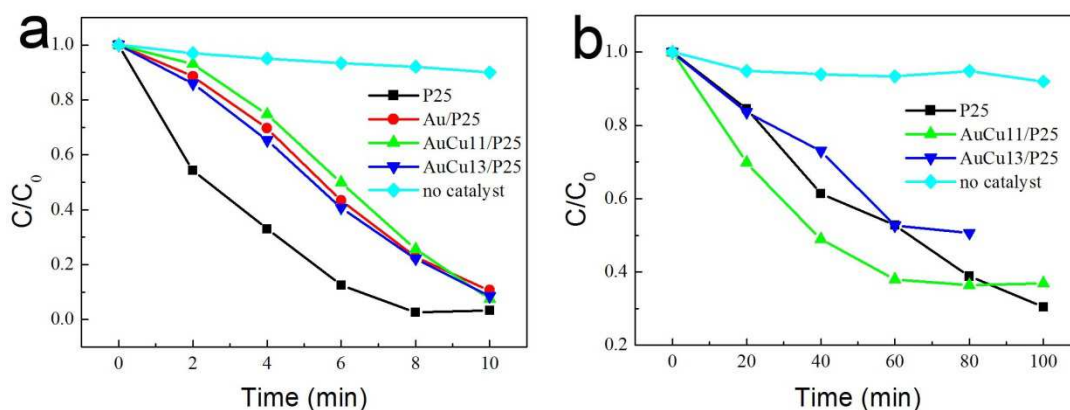 a
C/C₀
1.0
0.8
0.6
0.4
0.2
0.0
P25
Au/P25
AuCu11/P25
AuCu13/P25
no catalyst
0 2 4 6 8 10
Time (min)
b
C/C₀
1.0
0.8
0.6
0.4
0.2
P25
AuCu11/P25
AuCu13/P25
no catalyst
0 20 40 60 80 100
Time (min)